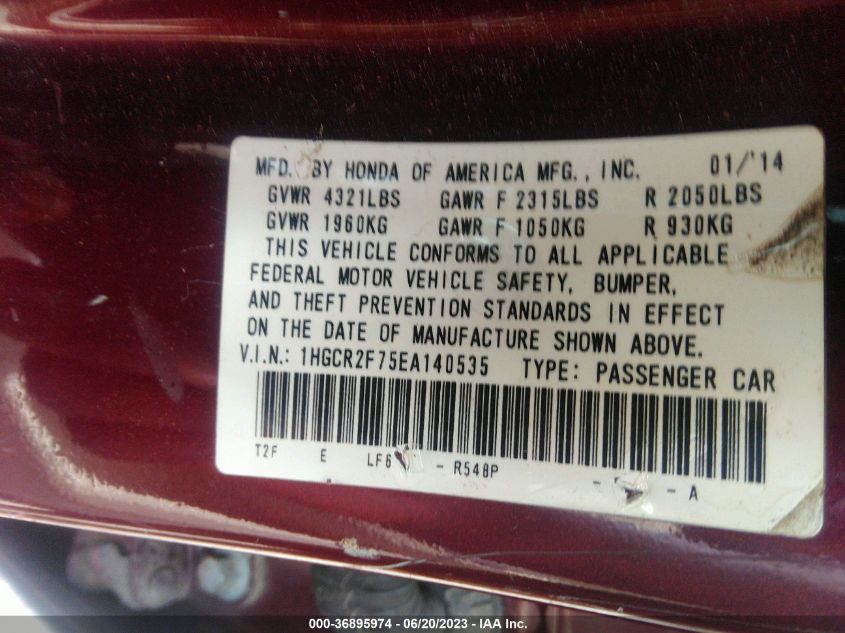 MFD. BY HONDA OF AMERICA MFG., INC. 01/'14
GVWR 4321LBS GAWR F 2315LBS R 2050LBS
GVWR 1960KG GAWR F 1050KG R 930KG
THIS VEHICLE CONFORMS TO ALL APPLICABLE
FEDERAL MOTOR VEHICLE SAFETY, BUMPER,
AND THEFT PREVENTION STANDARDS IN EFFECT
ON THE DATE OF MANUFACTURE SHOWN ABOVE.
V.I.N.: 1HGCR2F75EA140535 TYPE: PASSENGER CAR
T2F E LF6 - R548P - - A
000-36895974 / 06/20/2023 - IAA Inc.